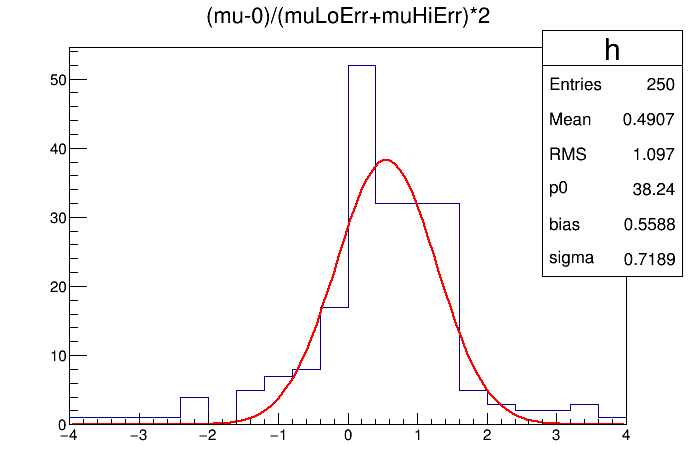 (mu-0)/(muLoErr+muHiErr)*2
h
Entries 250
Mean 0.4907
RMS 1.097
p0 38.24
bias 0.5588
sigma 0.7189
50
40
30
20
10
0
−4 −3 −2 −1 0 1 2 3 4